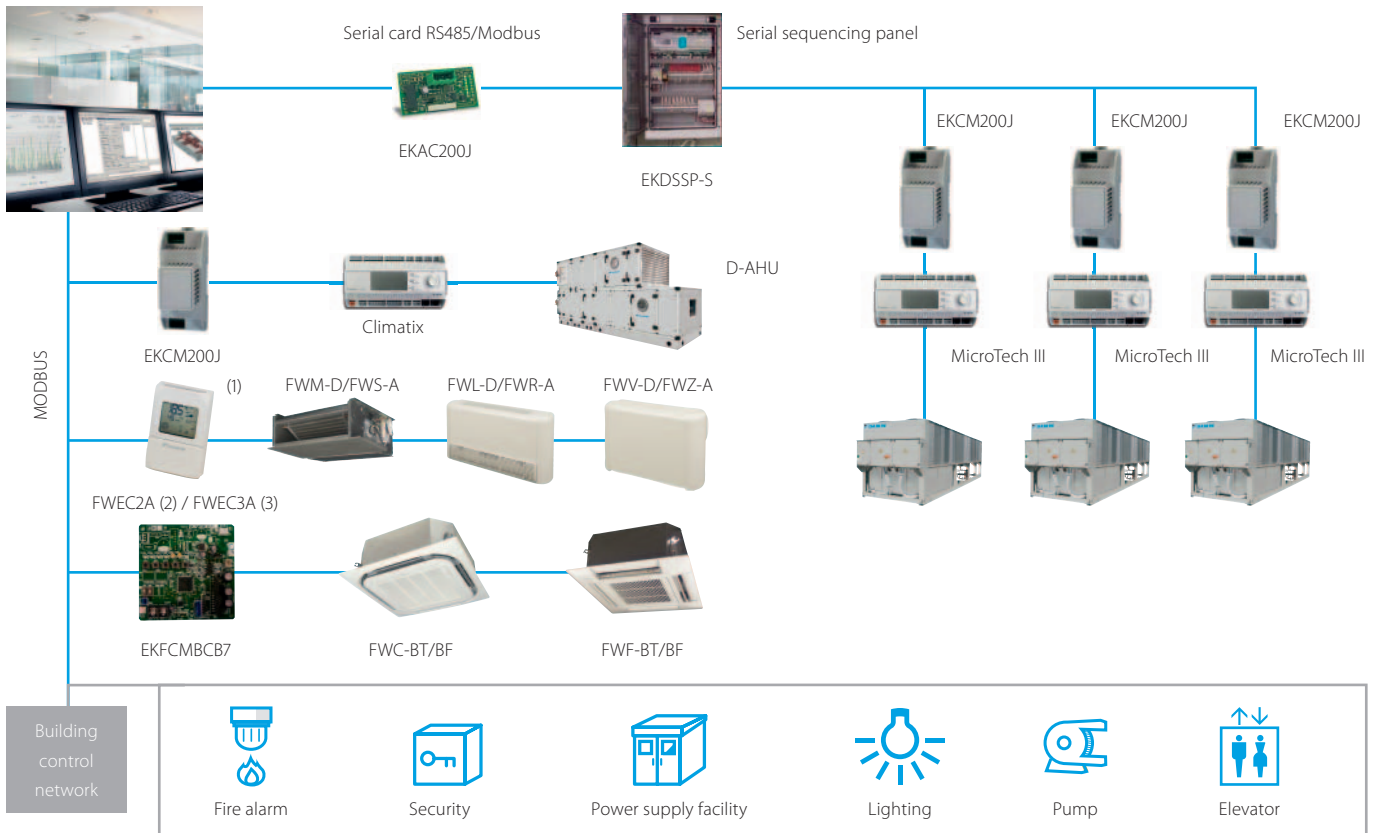 Serial card RS485/Modbus
Serial sequencing panel
EKAC200J
EKDSSP-S
EKCM200J
EKCM200J
EKCM200J
MicroTech III
MicroTech III
MicroTech III
D-AHU
Climatix
EKCM200J
MODBUS
(1)
FWM-D/FWS-A
FWL-D/FWR-A
FWV-D/FWZ-A
FWEC2A (2) / FWEC3A (3)
EKFCMBCB7
FWC-BT/BF
FWF-BT/BF
Building
control
network
Fire alarm
Security
Power supply facility
Lighting
Pump
Elevator